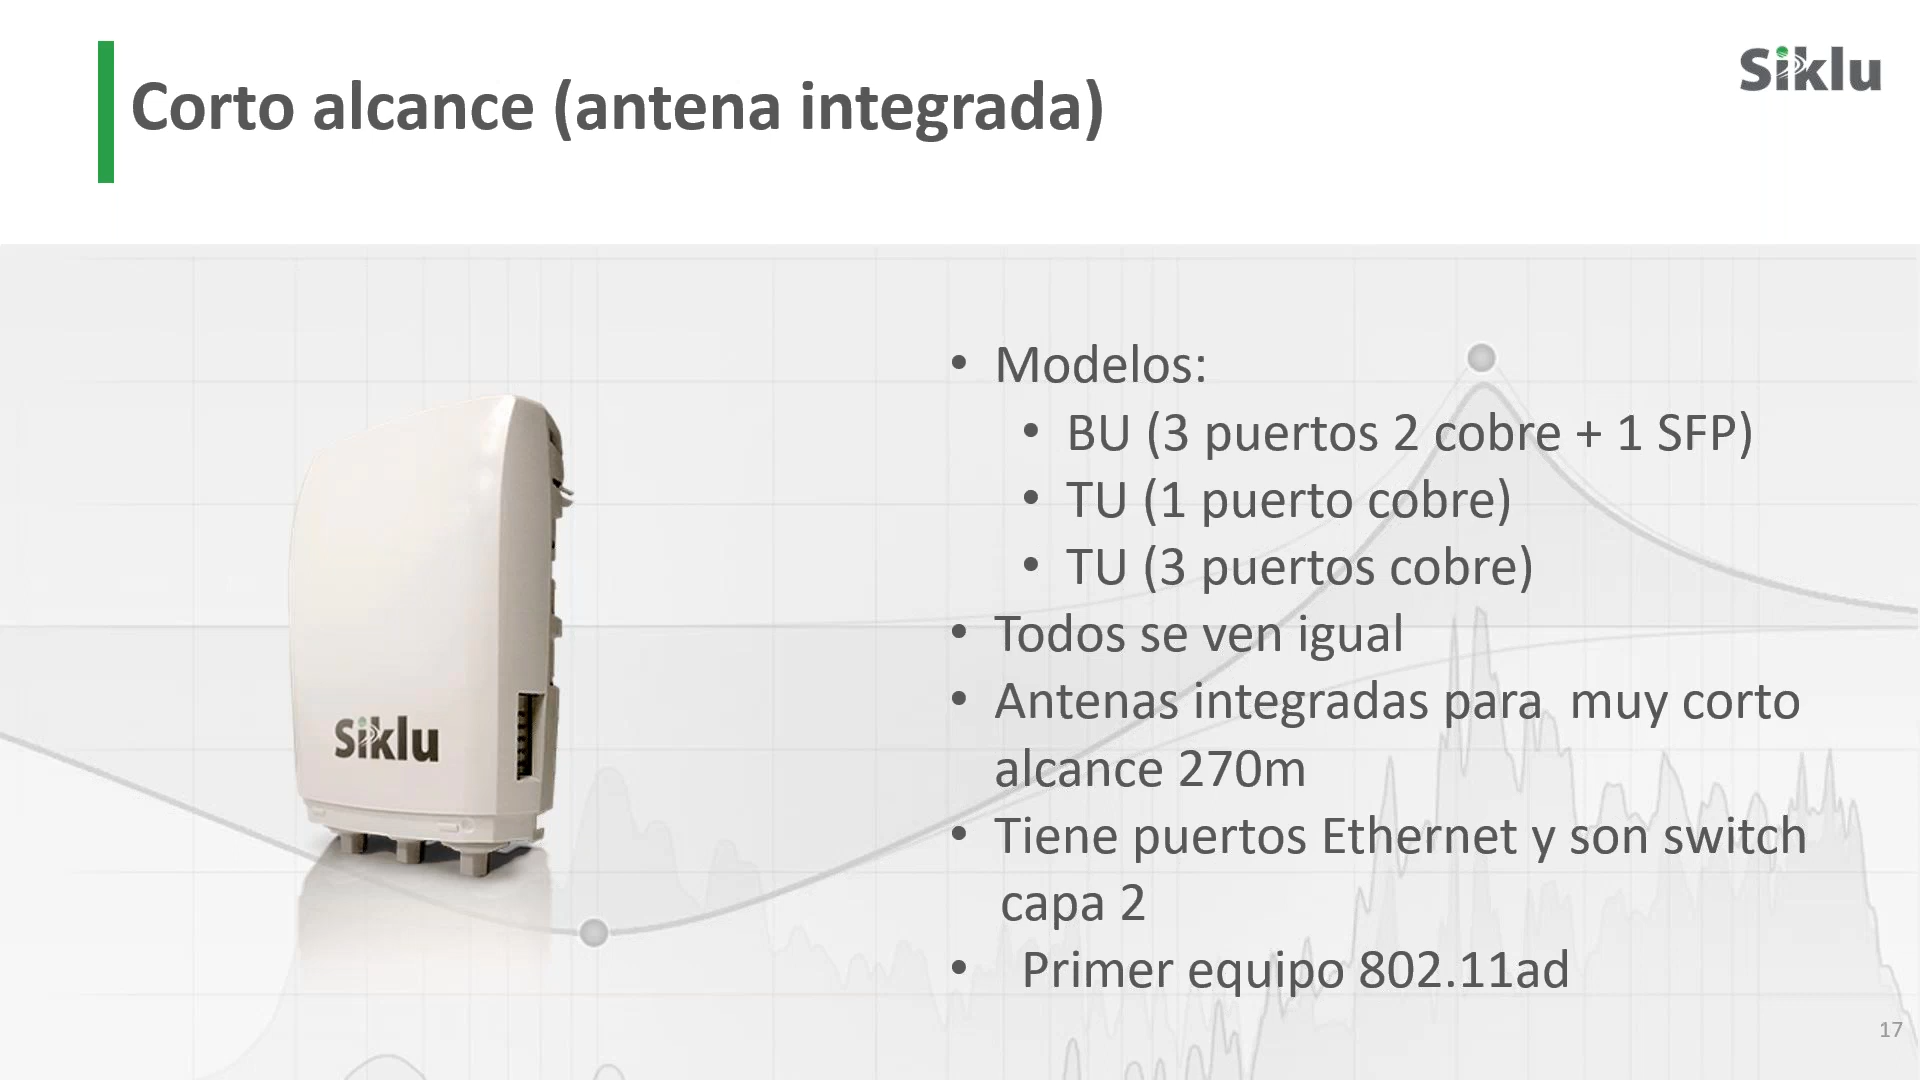 Corto alcance (antena integrada)
Siklu
• Modelos:
• BU (3 puertos 2 cobre + 1 SFP)
• TU (1 puerto cobre)
• TU (3 puertos cobre)
• Todos se ven igual
• Antenas integradas para  muy corto
alcance 270m
• Tiene puertos Ethernet y son switch
capa 2
• Primer equipo 802.11ad
Siklu
17